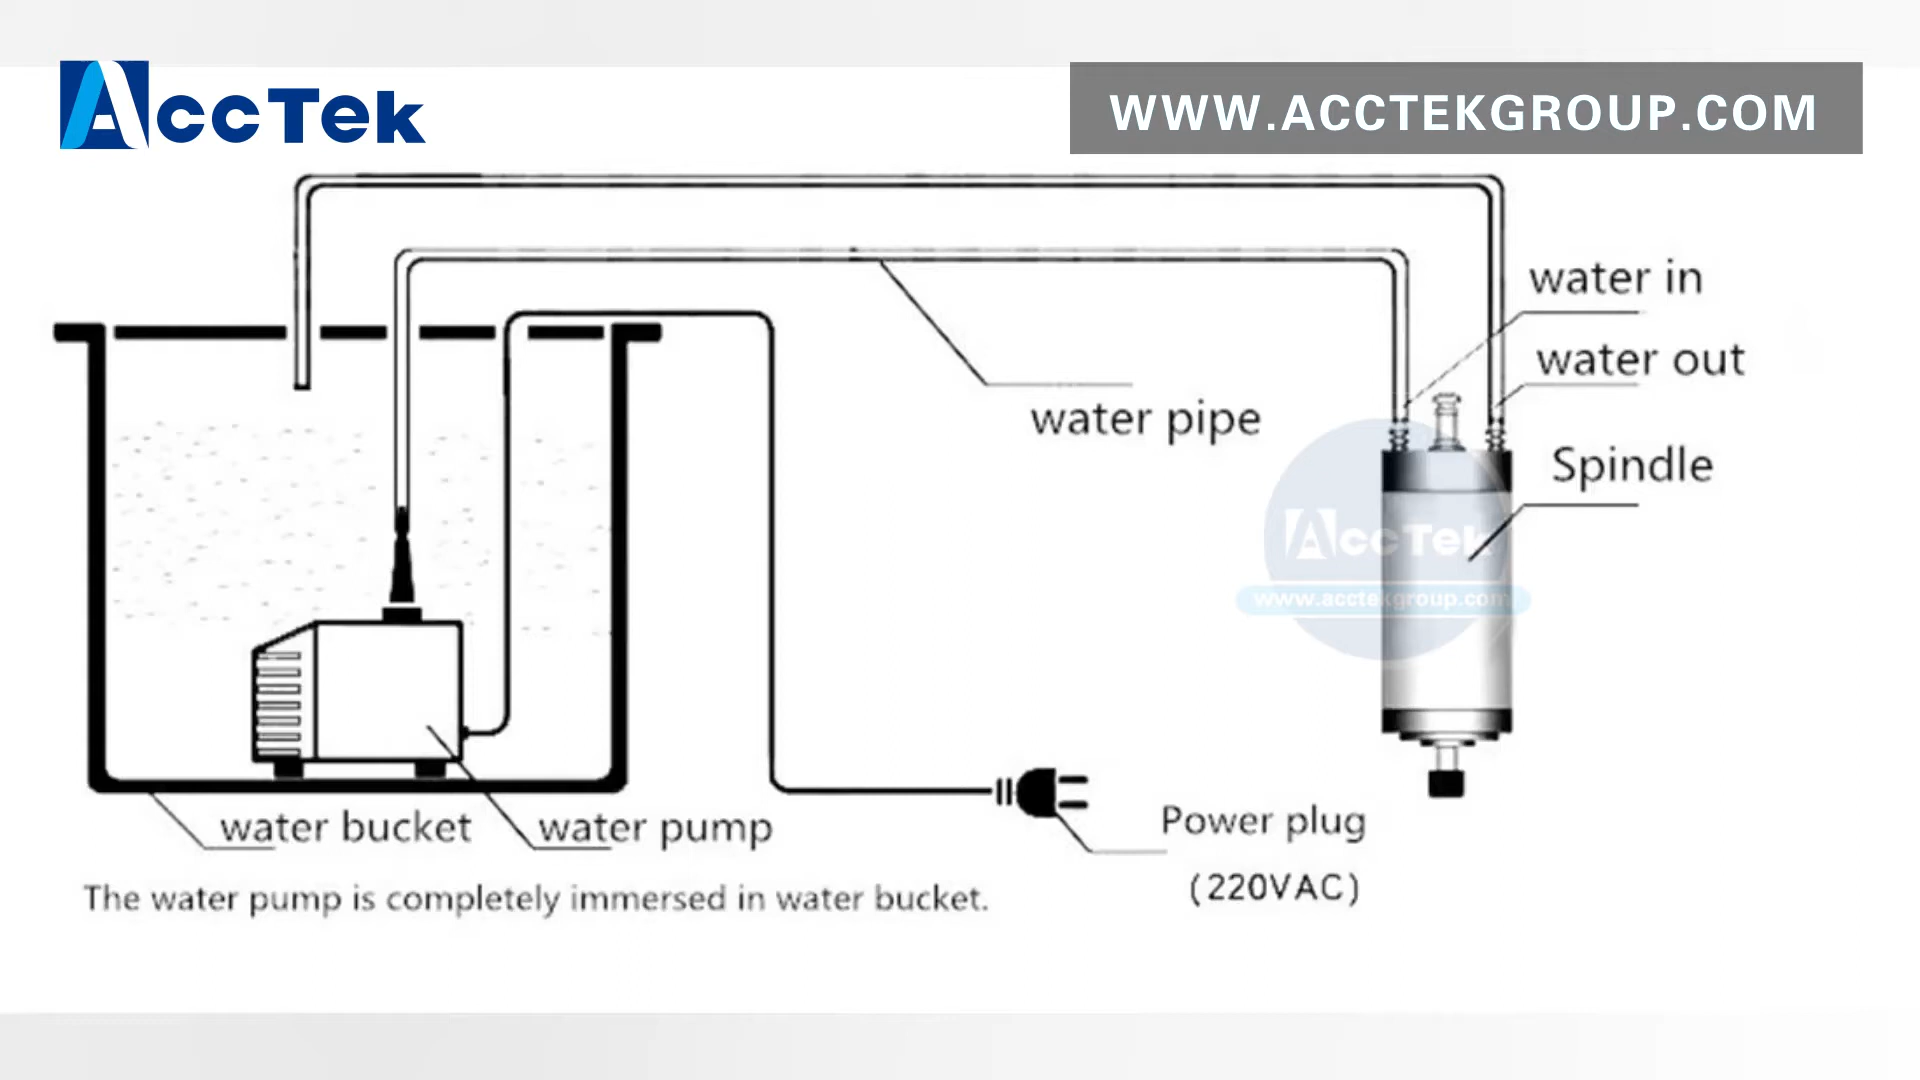 AccTek
WWW.ACCTEKGROUP.COM
water in
water out
water pipe
Spindle
AccTek
www.acctekgroup.com
water bucket
water pump
Power plug
(220VAC)
The water pump is completely immersed in water bucket.